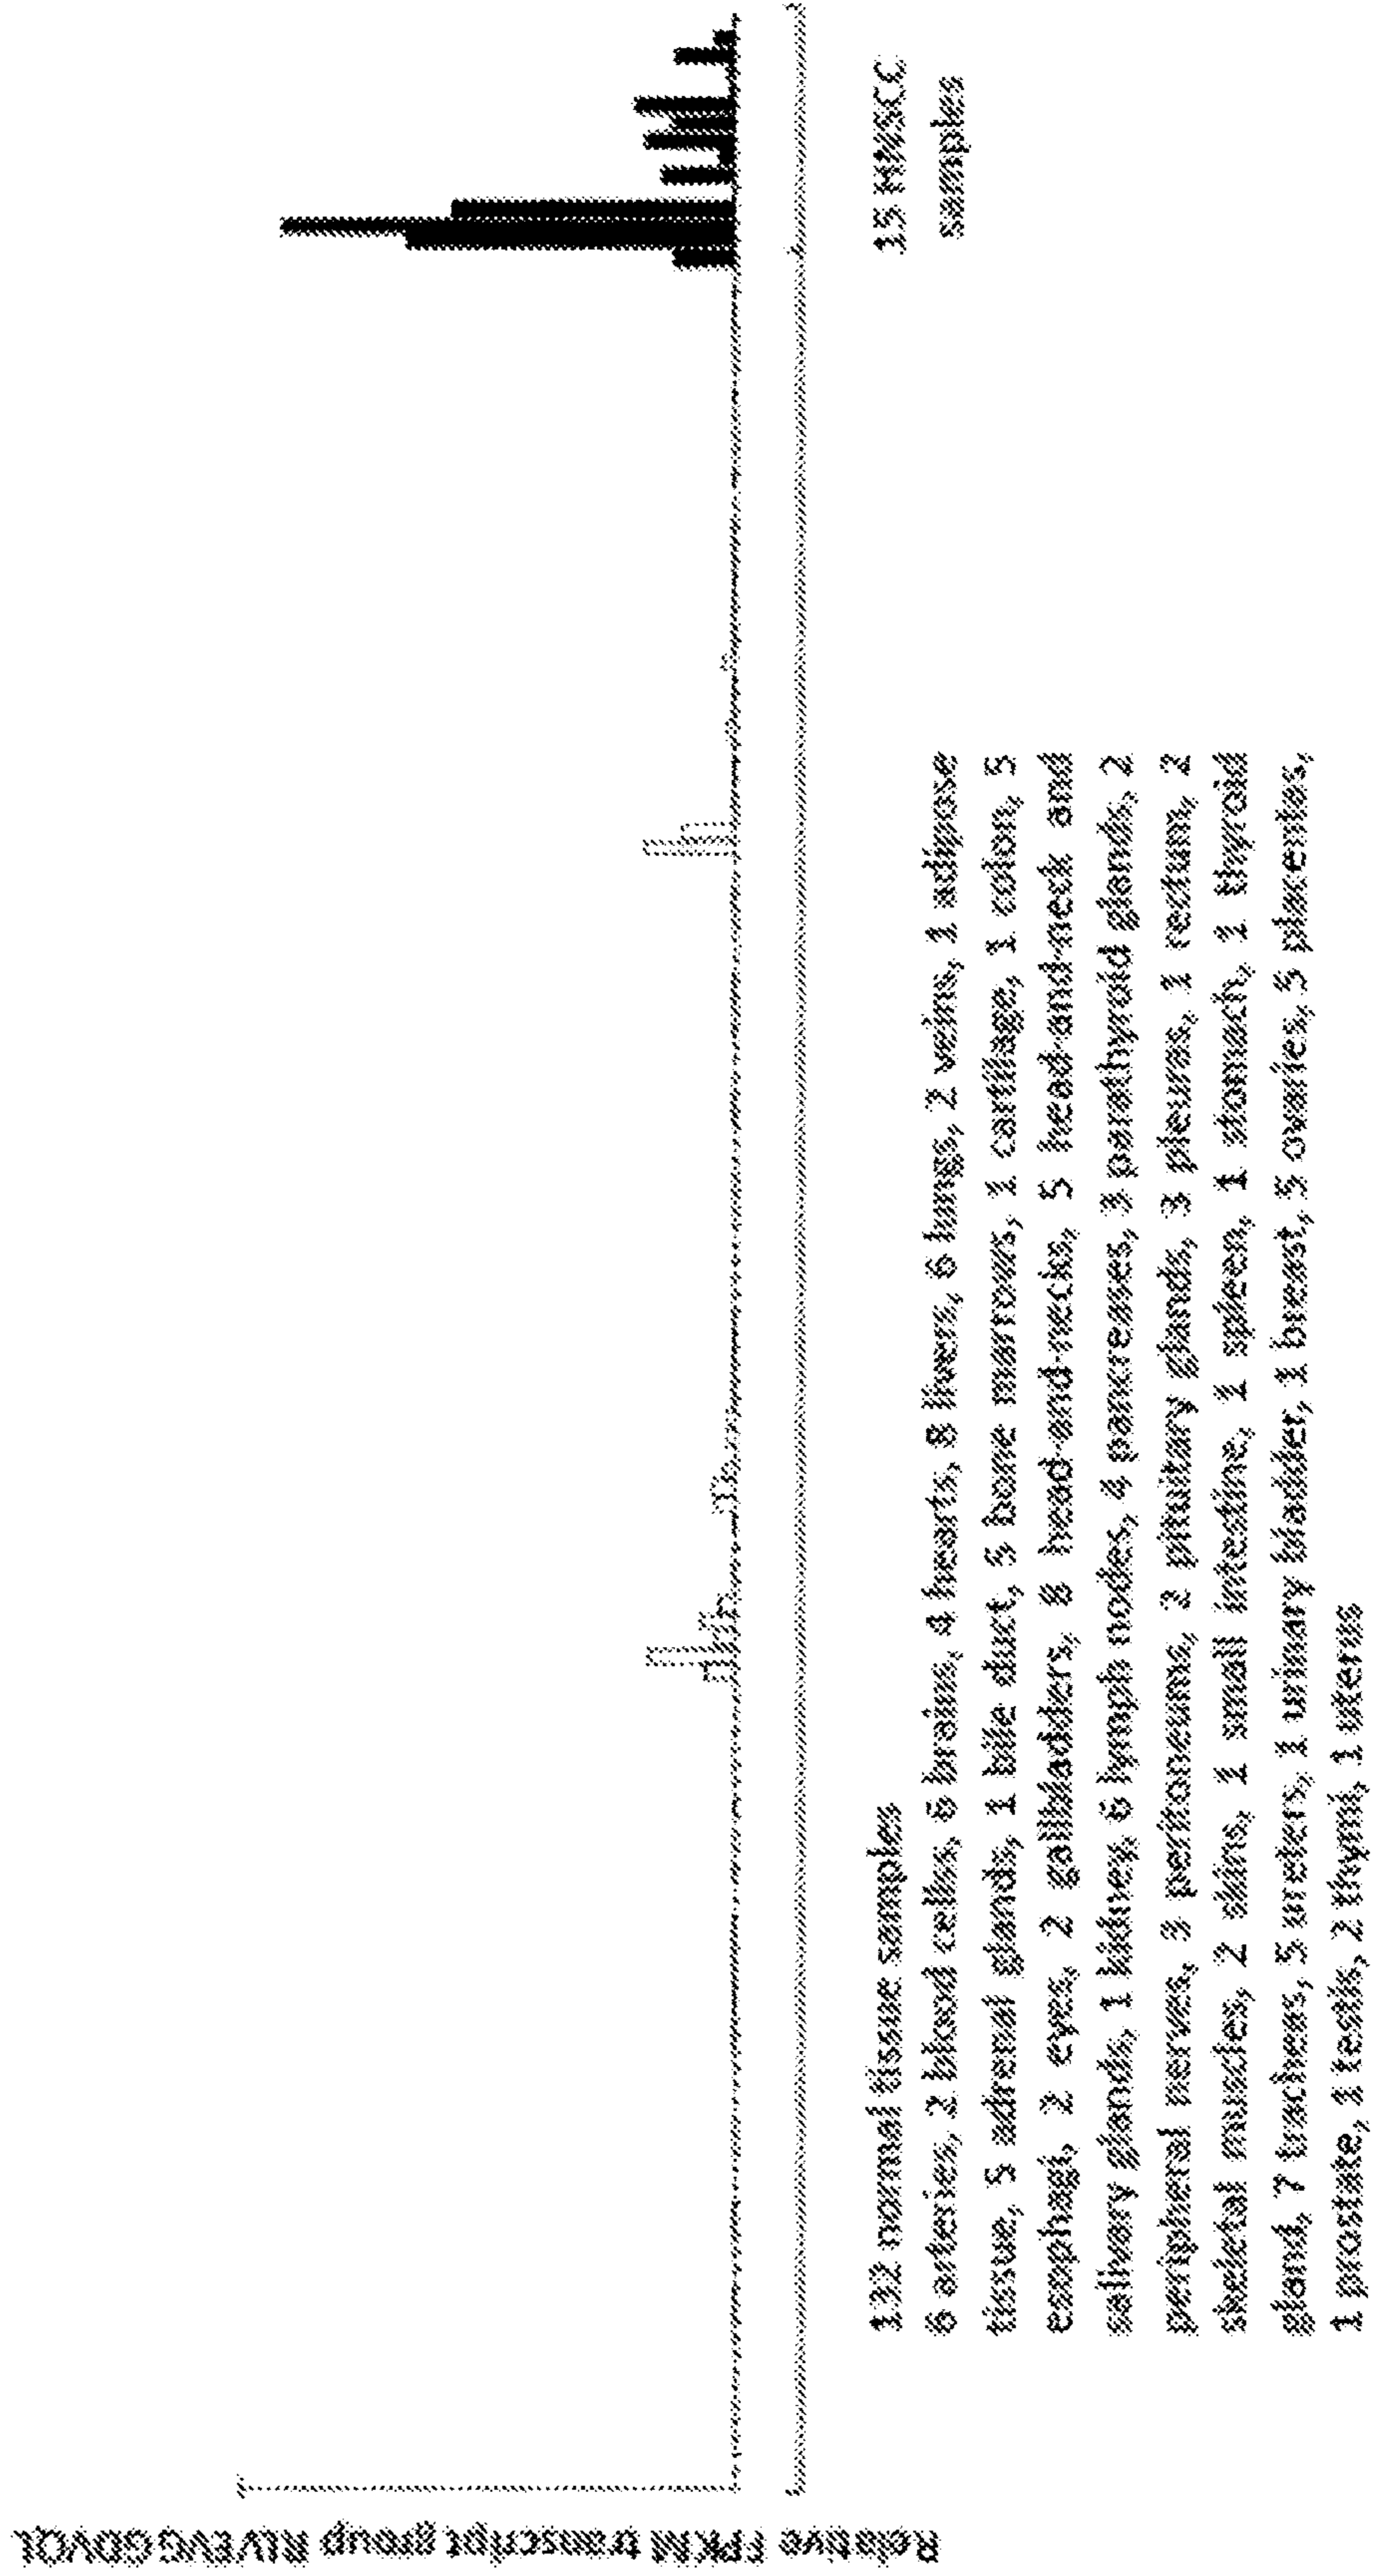 Relative FPKM transcript group RLVEVGGDVQL
132 normal tissue samples
6 arteries, 2 blood cells, 6 brains, 4 hearts, 8 livers, 6 lungs, 2 veins, 1 adipose
tissue, 5 adrenal glands, 1 bile duct, 5 bone marrows, 1 cartilage, 1 colon, 5
esophagi, 2 eyes, 2 gallbladders, 8 head-and-necks, 5 head-and-neck and
salivary glands, 1 kidney, 6 lymph nodes, 4 pancreases, 3 parathyroid glands, 2
peripheral nerves, 3 peritoneums, 2 pituitary glands, 3 pleuras, 1 rectum, 2
skeletal muscles, 2 skins, 1 small intestine, 1 spleen, 1 stomach, 1 thyroid
gland, 7 tracheas, 5 ureters, 1 urinary bladder, 1 breast, 5 ovaries, 5 placentas,
1 prostate, 1 testis, 2 thymi, 1 uterus
15 HNSCC
samples